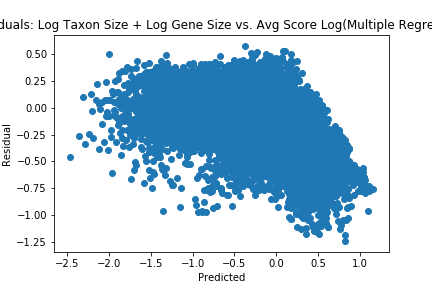 duals: Log Taxon Size + Log Gene Size vs. Avg Score Log(Multiple Regre
0.50
0.25
0.00
−0.25
−0.50
−0.75
−1.00
−1.25
Residual
−2.5 −2.0 −1.5 −1.0 −0.5 0.0 0.5 1.0
Predicted